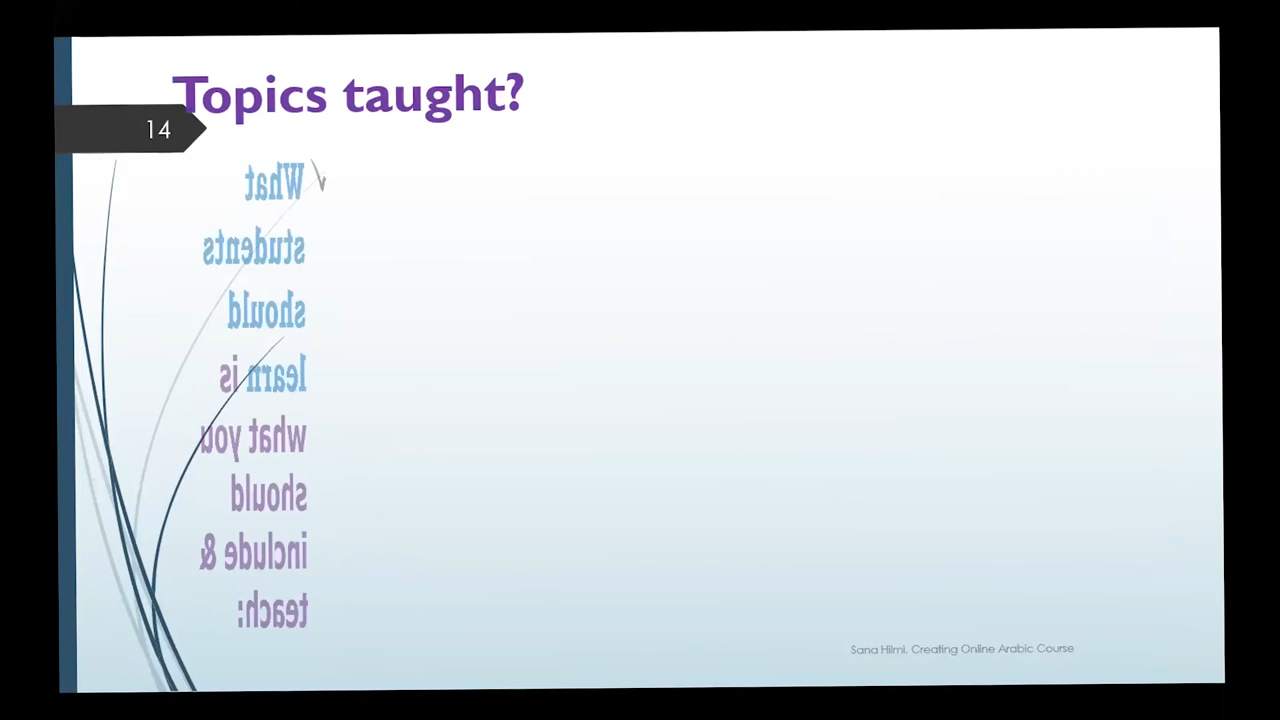 Topics taught?
14
✓ What
students
should
learn is
what you
should
include &
teach:
Sana Hilmi, Creating Online Arabic Course